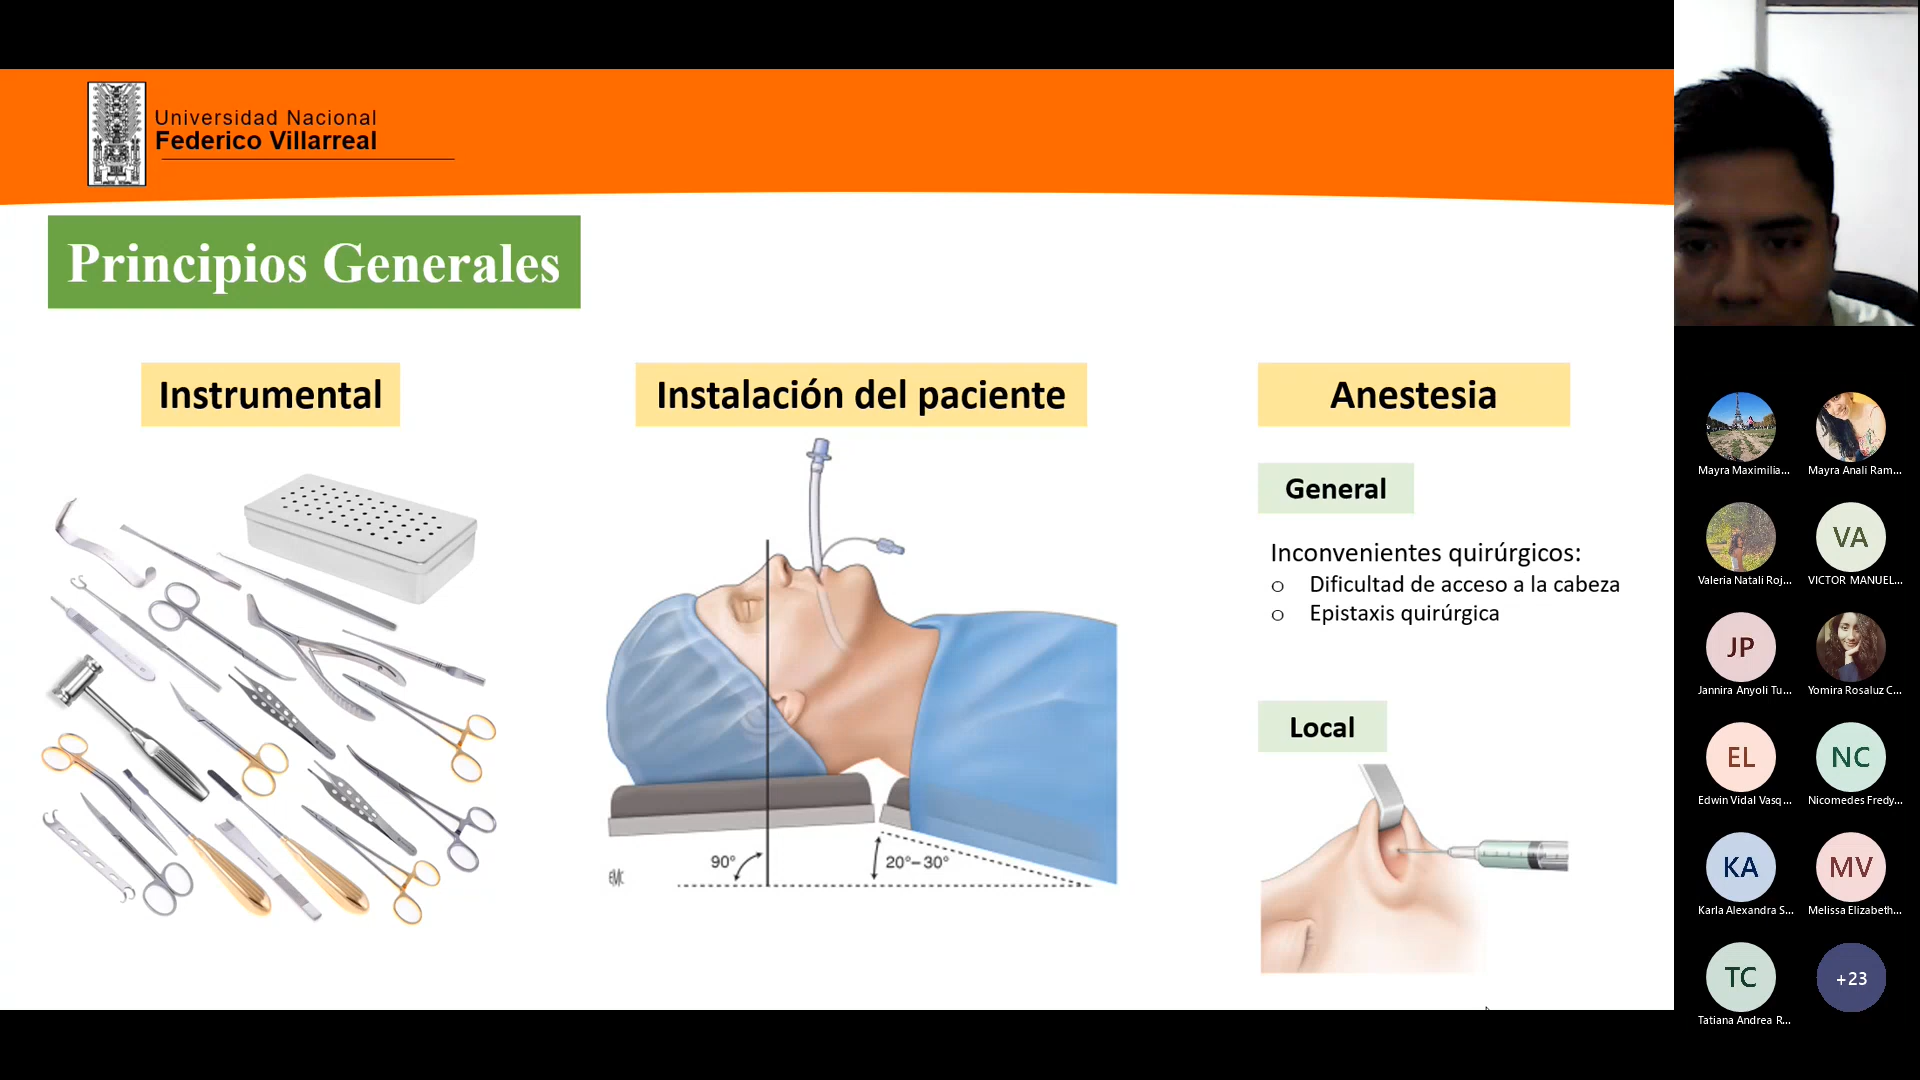 Universidad Nacional
Federico Villarreal
Principios Generales
Instrumental
Instalación del paciente
90°
20°–30°
EMC
Anestesia
General
Inconvenientes quirúrgicos:
o Dificultad de acceso a la cabeza
o Epistaxis quirúrgica
Local
Mayra Maximilia...
Mayra Anali Ram...
Valeria Natali Roj...
VA
VICTOR MANUEL...
JP
Jannira Anyoli Tu...
Yomira Rosaluz C...
EL
Edwin Vidal Vasq...
NC
Nicomedes Fredy...
KA
Karla Alexandra S...
MV
Melissa Elizabeth...
TC
Tatiana Andrea R...
+23